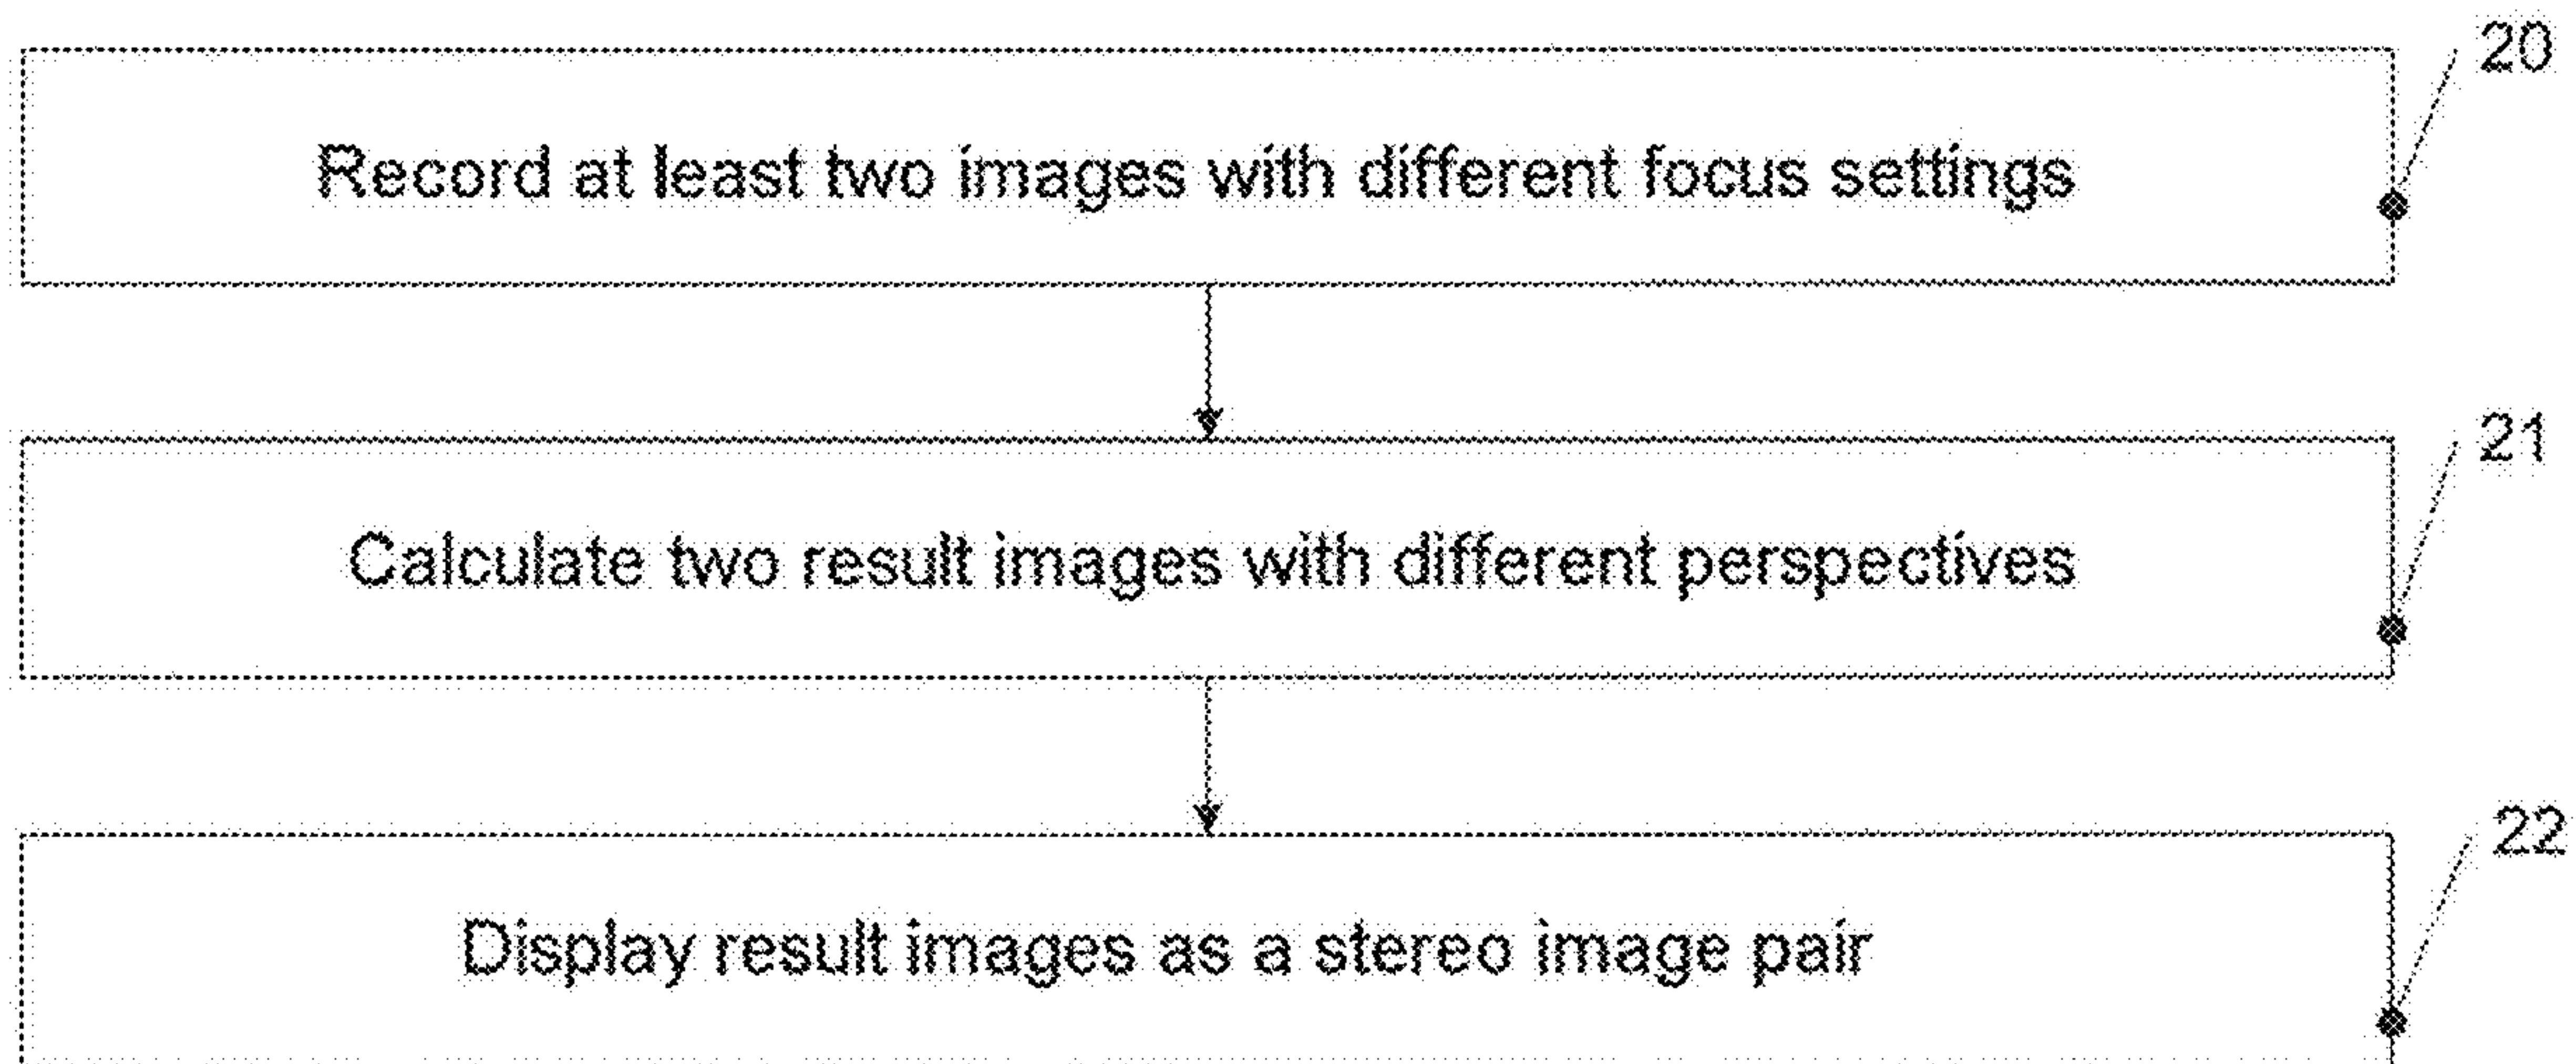 20
Record at least two images with different focus settings
21
Calculate two result images with different perspectives
22
Display result images as a stereo image pair